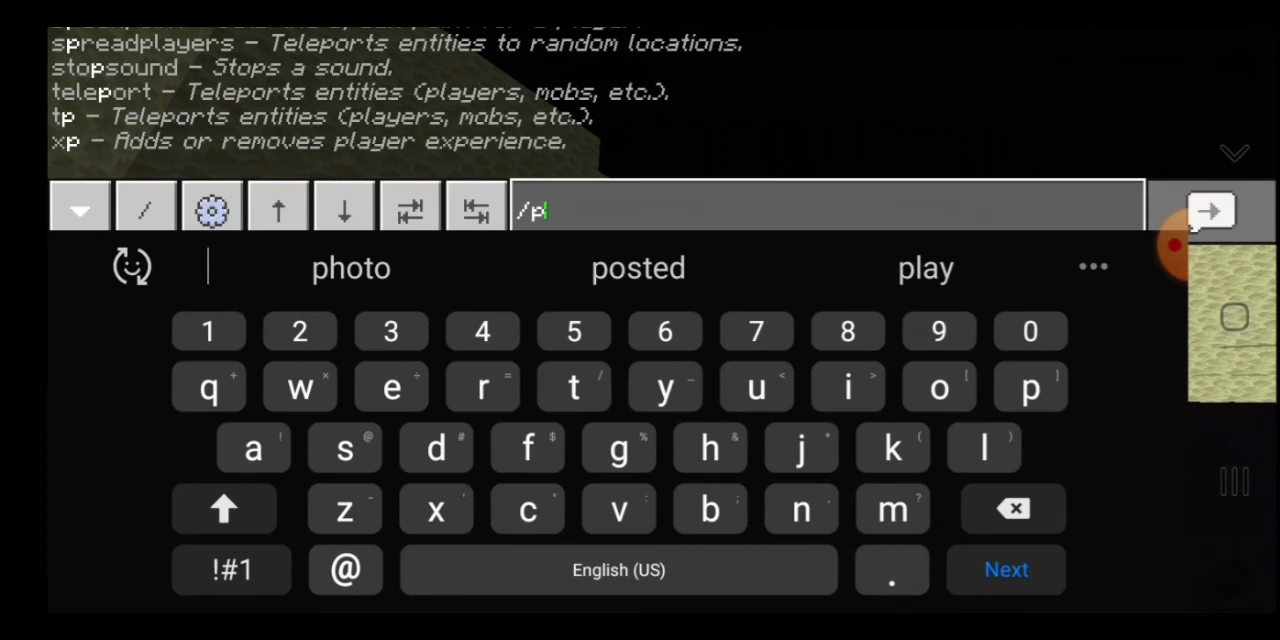 spreadplayers – Teleports entities to random locations.
stopsound – Stops a sound.
teleport – Teleports entities (players, mobs, etc.).
tp – Teleports entities (players, mobs, etc.).
xp – Adds or removes player experience.
/ /p
photo posted play •••
1 2 3 4 5 6 7 8 9 0
q + w × e ÷ r = t / y _ u < i > o [ p ]
a ! s @ d # f $ g % h & j * k ( l )
z - x ' c " v : b ; n , m ?
!#1 @ English (US) . Next